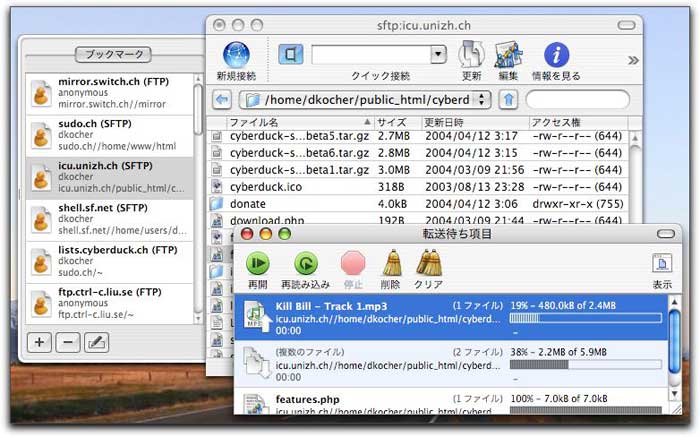 ブックマーク
mirror.switch.ch (FTP)
anonymous
mirror.switch.ch//mirror
sudo.ch (SFTP)
dkocher
sudo.ch//home/www/html
icu.unizh.ch (SFTP)
dkocher
icu.unizh.ch/public_html/c...
shell.sf.net (SFTP)
dkocher
shell.sf.net//home/users/d...
lists.cyberduck.ch (SFTP)
dkocher
sudo.ch/~
ftp.ctrl-c.liu.se (FTP)
anonymous
ftp.ctrl-c.liu.se/~
sftp:icu.unizh.ch
新規接続
クイック接続
更新
編集
情報を見る
/home/dkocher/public_html/cyberd
ファイル名 サイズ 更新日時 アクセス権
cyberduck-s...beta5.tar.gz 2.7MB 2004/04/12 3:17 -rw-r--r-- (644)
cyberduck-s...beta6.tar.gz 2.8MB 2004/04/12 3:15 -rw-r--r-- (644)
cyberduck-s...beta1.tar.gz 3.0MB 2004/03/09 21:56 -rw-r--r-- (644)
cyberduck.ico 318B 2003/08/13 23:28 -rw-r--r-- (644)
donate 4.0kB 2004/04/12 3:06 drwxr-xr-x (755)
download.php 192B 2004/03/09 21:44 -rw-r--r-- (644)
転送待ち項目
再開
再読み込み
停止
削除
クリア
表示
Kill Bill - Track 1.mp3 (1 ファイル) 19% - 480.0kB of 2.4MB
icu.unizh.ch//home/dkocher/public_html/cyberd...
00:00 –
(複数のファイル) (2 ファイル) 38% - 2.2MB of 5.9MB
icu.unizh.ch//home/dkocher/public_html/cyberd...
00:00 –
features.php (1 ファイル) 100% - 7.0kB of 7.0kB
icu.unizh.ch//home/dkocher/public_html/cyberd...